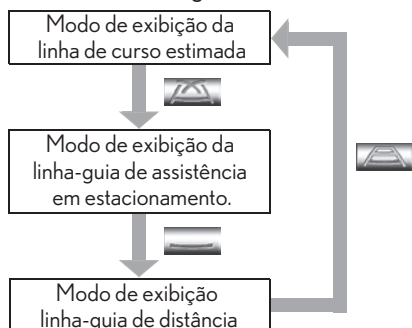 Modo de exibição da
linha de curso estimada
Modo de exibição da
linha-guia de assistência
em estacionamento.
Modo de exibição
linha-guia de distância